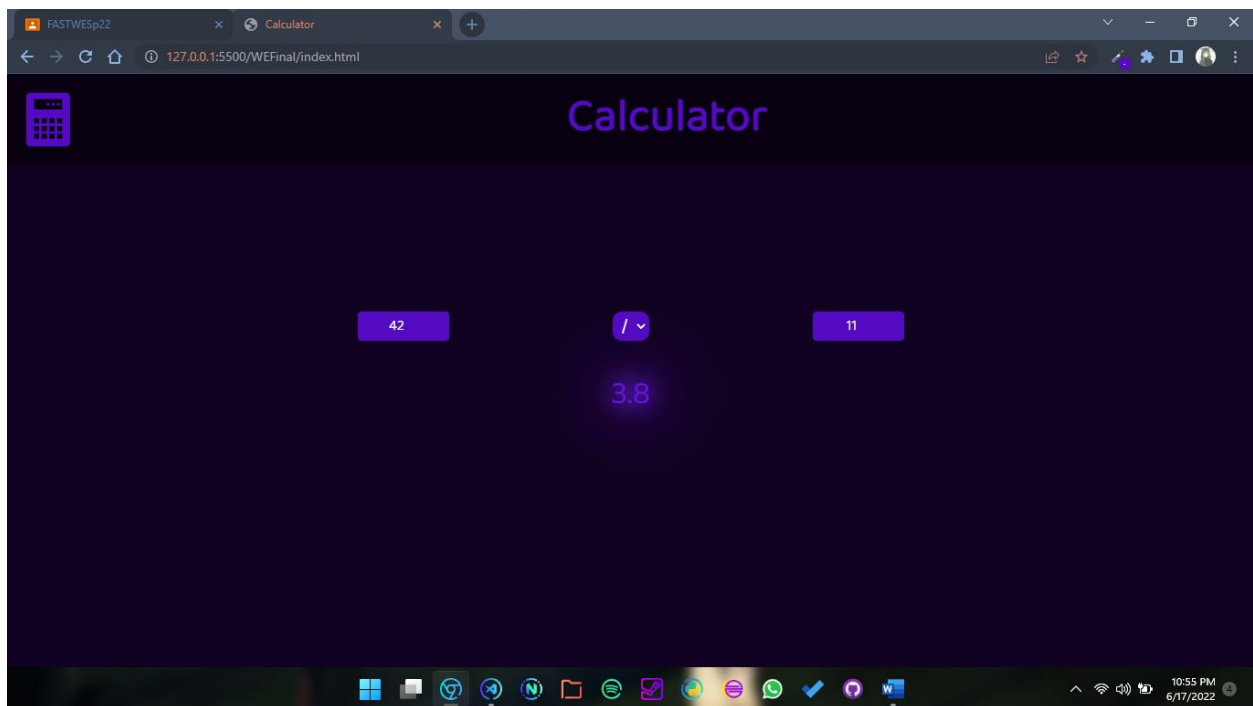 FASTWESp22
Calculator
127.0.0.1:5500/WEFinal/index.html
Calculator
42 / 11
3.8
10:55 PM
6/17/2022 4